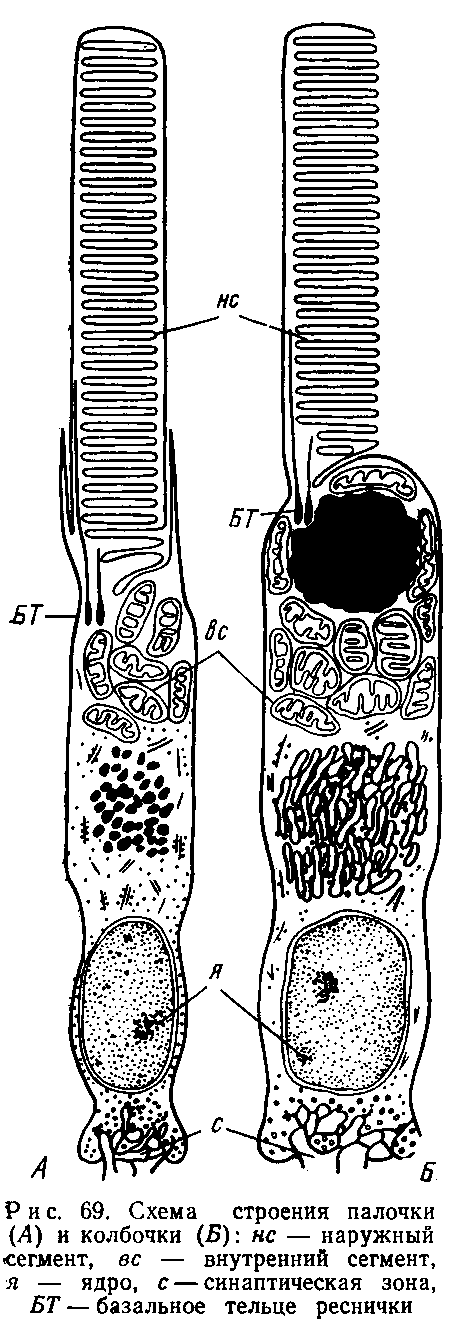 нс
БТ
БТ
вс
я
с
А
Б
Рис. 69. Схема строения палочки
(А) и колбочки (Б): нс — наружный
сегмент, вс — внутренний сегмент,
я — ядро, с — синаптическая зона,
БТ — базальное тельце реснички